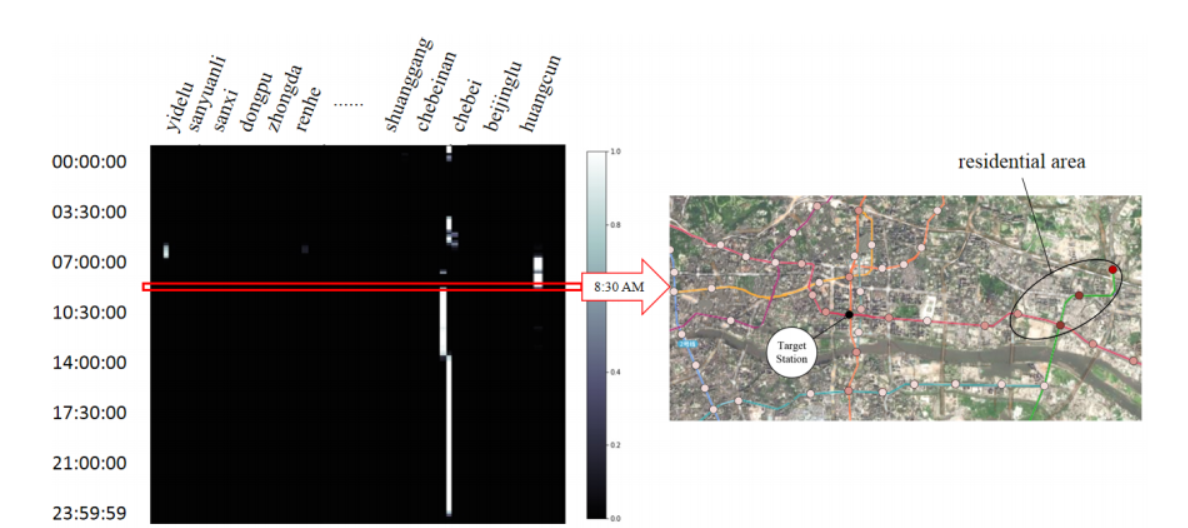 yidelu
sanyuanli
sanxi
dongpu
zhongda
renhe
......
shuanggang
chebeinan
chebei
beijinglu
huangcun
00:00:00
03:30:00
07:00:00
10:30:00
14:00:00
17:30:00
21:00:00
23:59:59
1.0
0.8
0.4
0.2
0.0
8:30 AM
residential area
Target
Station